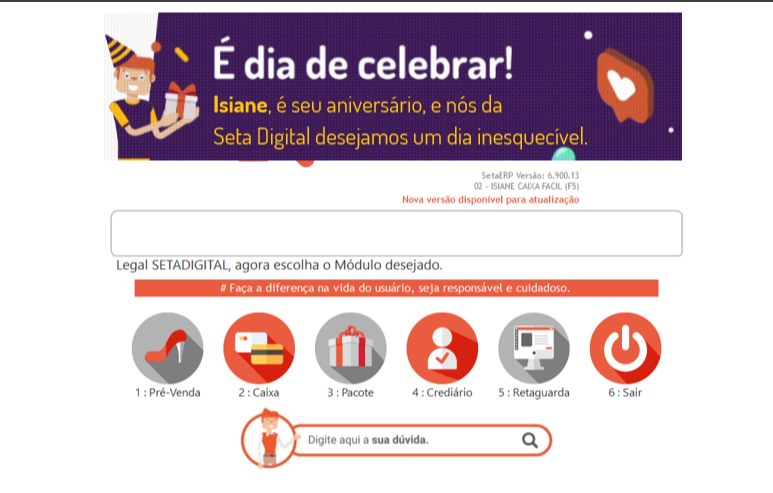 É dia de celebrar!
Isiane, é seu aniversário, e nós da
Seta Digital desejamos um dia inesquecível.
SetaERP Versão: 6.900.13
02 - ISIANE CAIXA FACIL (F5)
Nova versão disponível para atualização
Legal SETADIGITAL, agora escolha o Módulo desejado.
# Faça a diferença na vida do usuário, seja responsável e cuidadoso.
1 : Pré-Venda
2 : Caixa
3 : Pacote
4 : Crediário
5 : Retaguarda
6 : Sair
Digite aqui a sua dúvida.